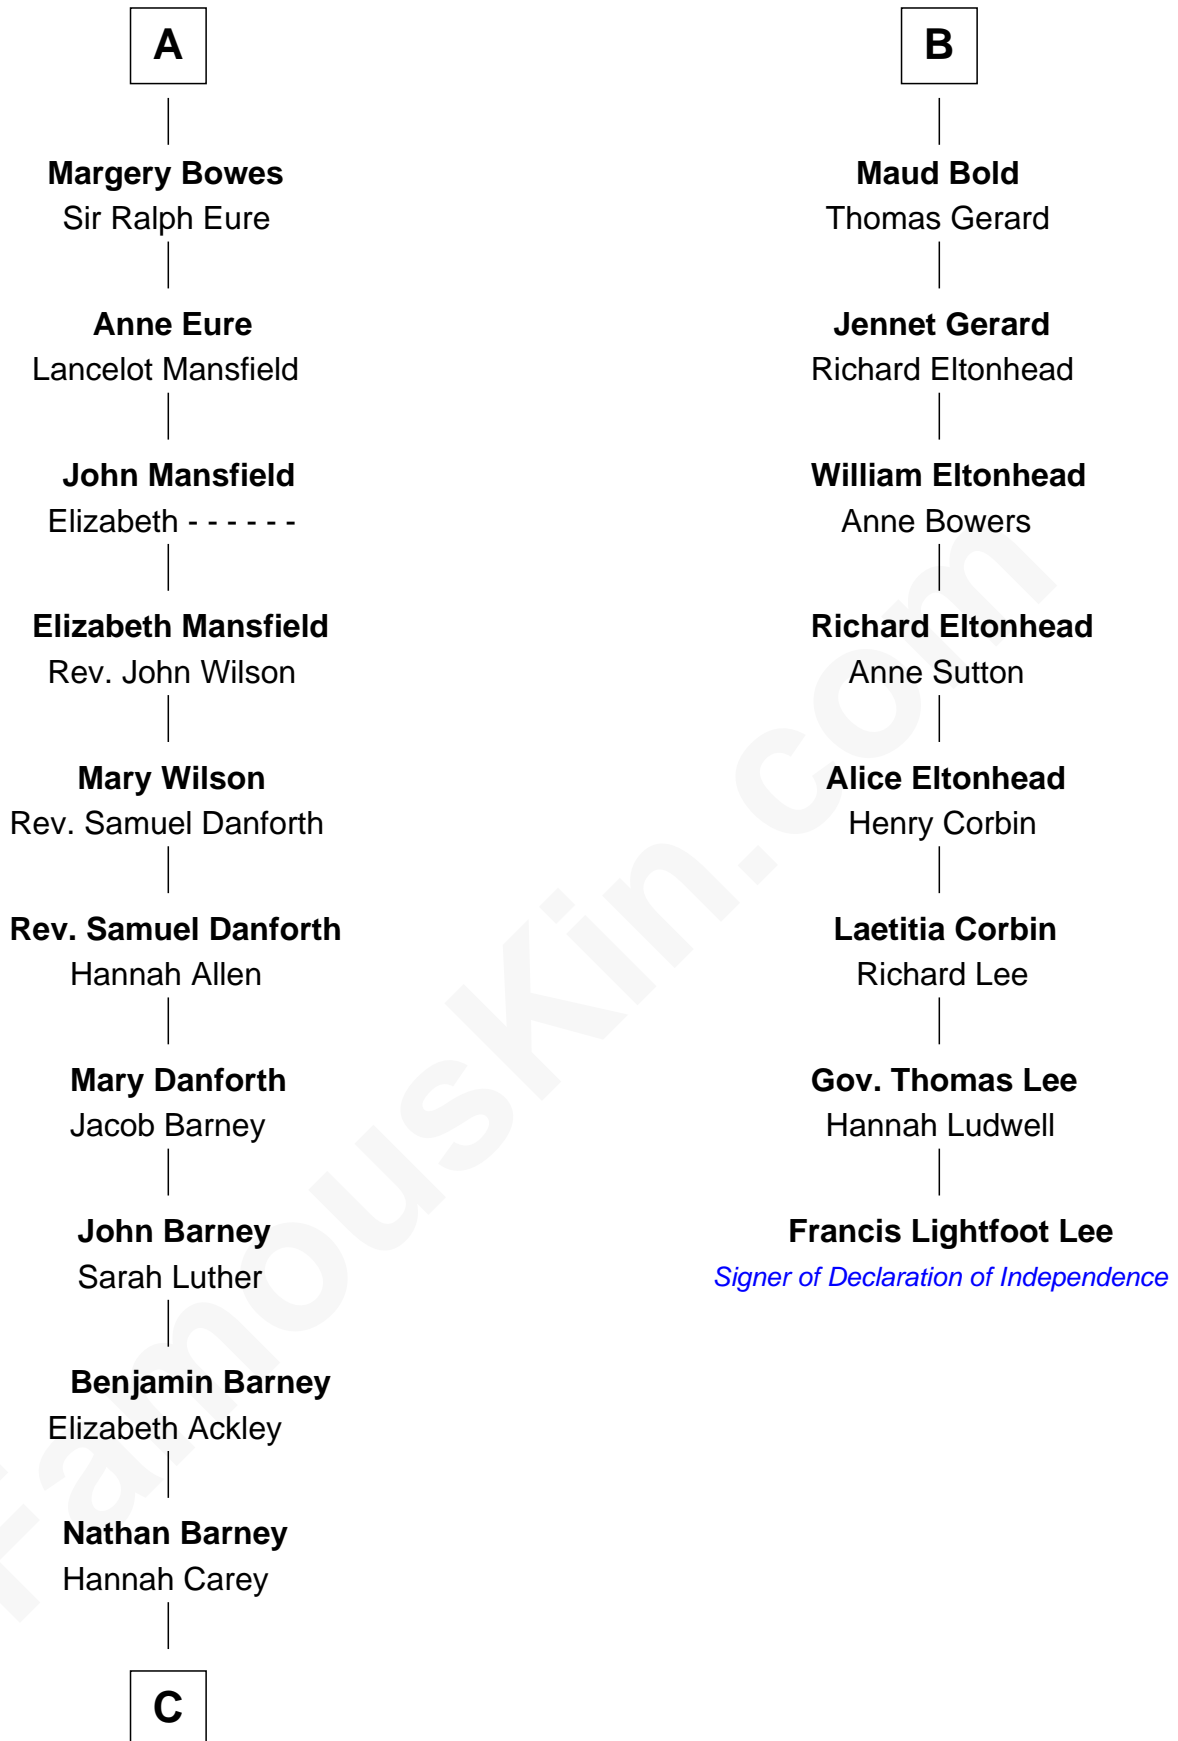 A
Margery Bowes
Sir Ralph Eure
Anne Eure
Lancelot Mansfield
John Mansfield
Elizabeth - - - - - -
Elizabeth Mansfield
Rev. John Wilson
Mary Wilson
Rev. Samuel Danforth
Rev. Samuel Danforth
Hannah Allen
Mary Danforth
Jacob Barney
John Barney
Sarah Luther
Benjamin Barney
Elizabeth Ackley
Nathan Barney
Hannah Carey
C
B
Maud Bold
Thomas Gerard
Jennet Gerard
Richard Eltonhead
William Eltonhead
Anne Bowers
Richard Eltonhead
Anne Sutton
Alice Eltonhead
Henry Corbin
Laetitia Corbin
Richard Lee
Gov. Thomas Lee
Hannah Ludwell
Francis Lightfoot Lee
Signer of Declaration of Independence
FamousKin.com